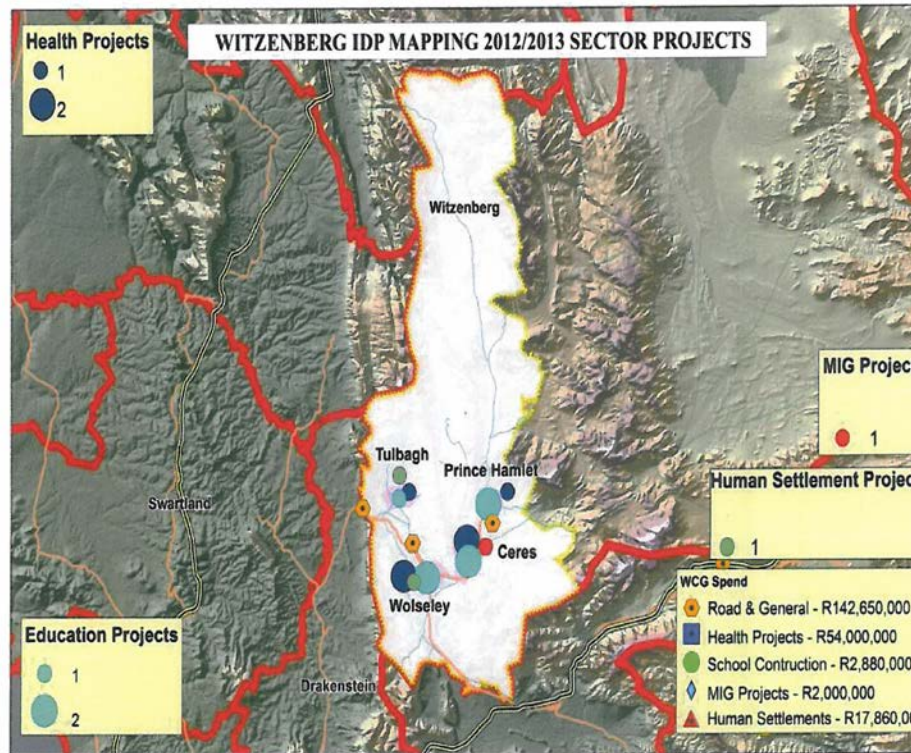 WITZENBERG IDP MAPPING 2012/2013 SECTOR PROJECTS
Health Projects
1
2
Witzenberg
MIG Project
1
Tulbagh
Prince Hamlet
Swartland
Human Settlement Project
1
Ceres
Wolseley
WCG Spend
Road & General - R142,650,000
Health Projects - R54,000,000
School Contruction - R2,880,000
MIG Projects - R2,000,000
Human Settlements - R17,860,00
Education Projects
1
2
Drakenstein